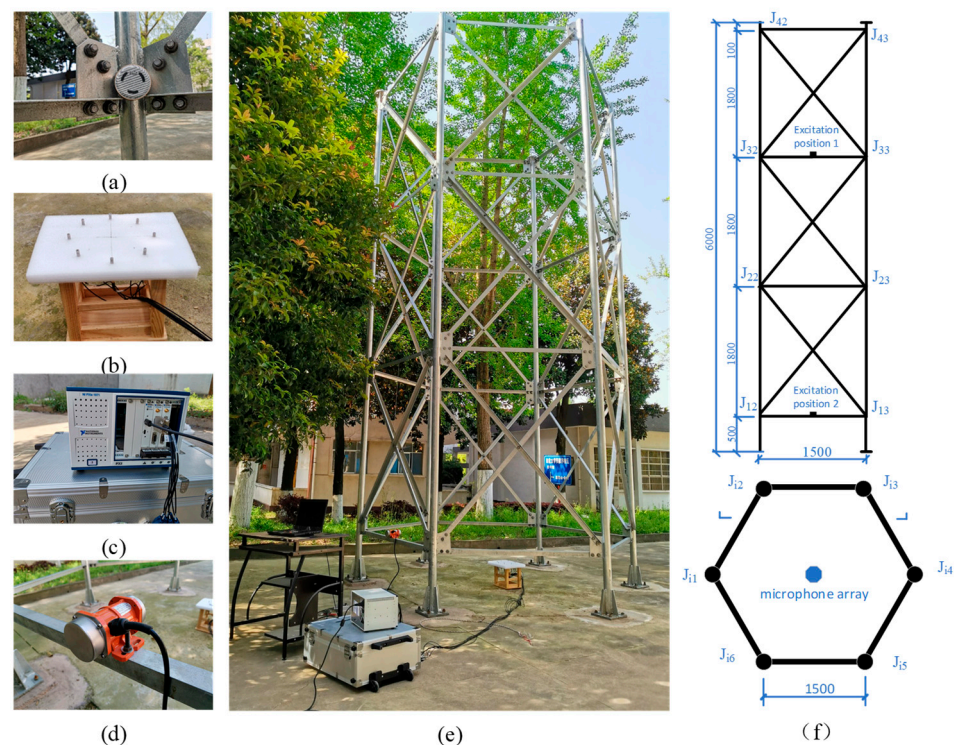 (a)
(b)
(c)
(d)
(e)
J42
J43
100
1800
Excitation
position 1
J32
J33
6000
1800
J22
J23
1800
Excitation
position 2
J12
J13
500
1500
Ji2
Ji3
Ji1
Ji4
microphone array
Ji6
Ji5
1500
(f)